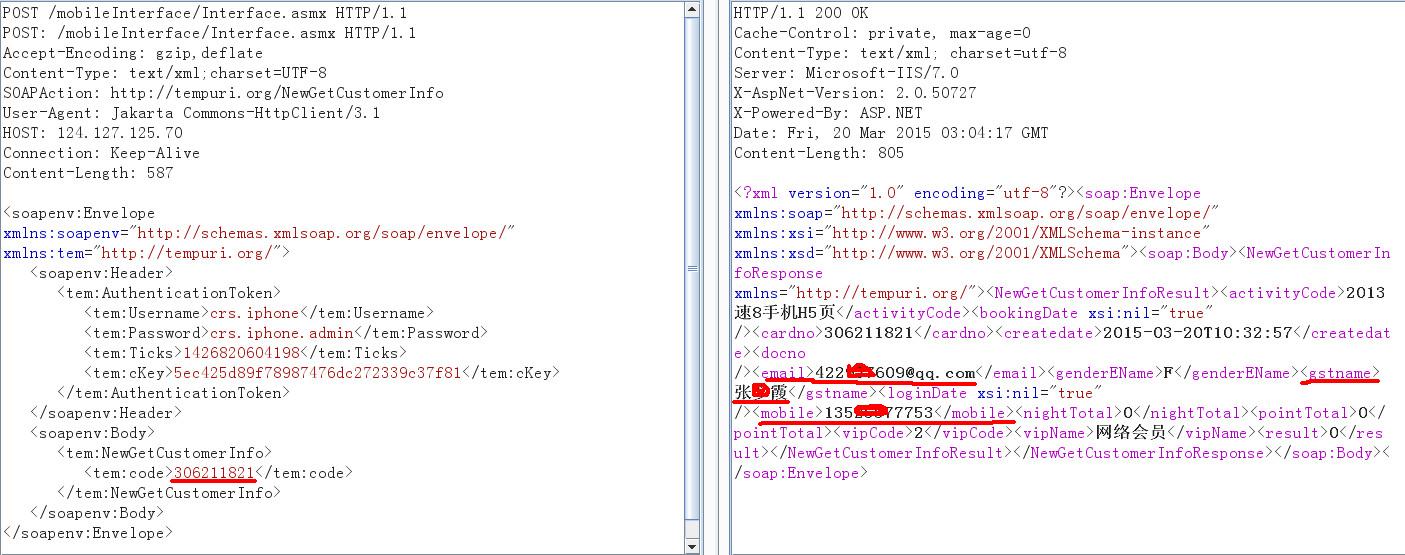 POST /mobileInterface/Interface.asmx HTTP/1.1
POST: /mobileInterface/Interface.asmx HTTP/1.1
Accept-Encoding: gzip,deflate
Content-Type: text/xml;charset=UTF-8
SOAPAction: http://tempuri.org/NewGetCustomerInfo
User-Agent: Jakarta Commons-HttpClient/3.1
HOST: 124.127.125.70
Connection: Keep-Alive
Content-Length: 587
<soapenv:Envelope
xmlns:soapenv="http://schemas.xmlsoap.org/soap/envelope/"
xmlns:tem="http://tempuri.org/">
<soapenv:Header>
<tem:AuthenticationToken>
<tem:Username>crs.iphone</tem:Username>
<tem:Password>crs.iphone.admin</tem:Password>
<tem:Ticks>1426820604198</tem:Ticks>
<tem:cKey>5ec425d89f78987476dc272339c37f81</tem:cKey>
</tem:AuthenticationToken>
</soapenv:Header>
<soapenv:Body>
<tem:NewGetCustomerInfo>
<tem:code>306211821</tem:code>
</tem:NewGetCustomerInfo>
</soapenv:Body>
</soapenv:Envelope>
HTTP/1.1 200 OK
Cache-Control: private, max-age=0
Content-Type: text/xml; charset=utf-8
Server: Microsoft-IIS/7.0
X-AspNet-Version: 2.0.50727
X-Powered-By: ASP.NET
Date: Fri, 20 Mar 2015 03:04:17 GMT
Content-Length: 805
<?xml version="1.0" encoding="utf-8"?><soap:Envelope
xmlns:soap="http://schemas.xmlsoap.org/soap/envelope/"
xmlns:xsi="http://www.w3.org/2001/XMLSchema-instance"
xmlns:xsd="http://www.w3.org/2001/XMLSchema"><soap:Body><NewGetCustomerIn
foResponse
xmlns="http://tempuri.org/"><NewGetCustomerInfoResult><activityCode>2013
速8手机H5页</activityCode><bookingDate xsi:nil="true"
/><cardno>306211821</cardno><createdate>2015-03-20T10:32:57</createdat
e><docno
/><email>422 609@qq.com</email><genderEName>F</genderEName><gstname>
张 霞</gstname><loginDate xsi:nil="true"
/><mobile>135 77753</mobile><nightTotal>0</nightTotal><pointTotal>0</
pointTotal><vipCode>2</vipCode><vipName>网络会员</vipName><result>0</res
ult></NewGetCustomerInfoResult></NewGetCustomerInfoResponse></soap:Body><
/soap:Envelope>